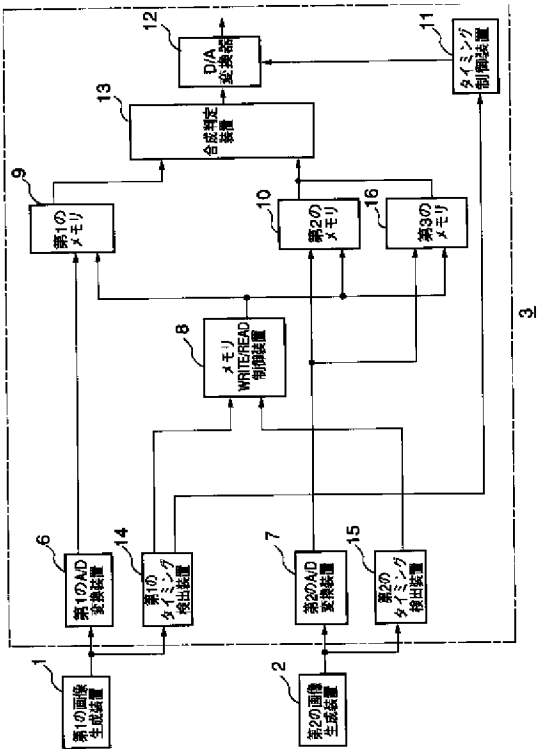 1
第1の画像
生成装置
2
第2の画像
生成装置
6
第1のA/D
変換装置
14
第1の
タイミング
検出装置
7
第2のA/D
変換装置
15
第2の
タイミング
検出装置
8
メモリ
WRITE/READ
制御装置
9
第1の
メモリ
10
第2の
メモリ
16
第3の
メモリ
13
合成判定
装置
12
D/A
変換器
11
タイミング
制御装置
3